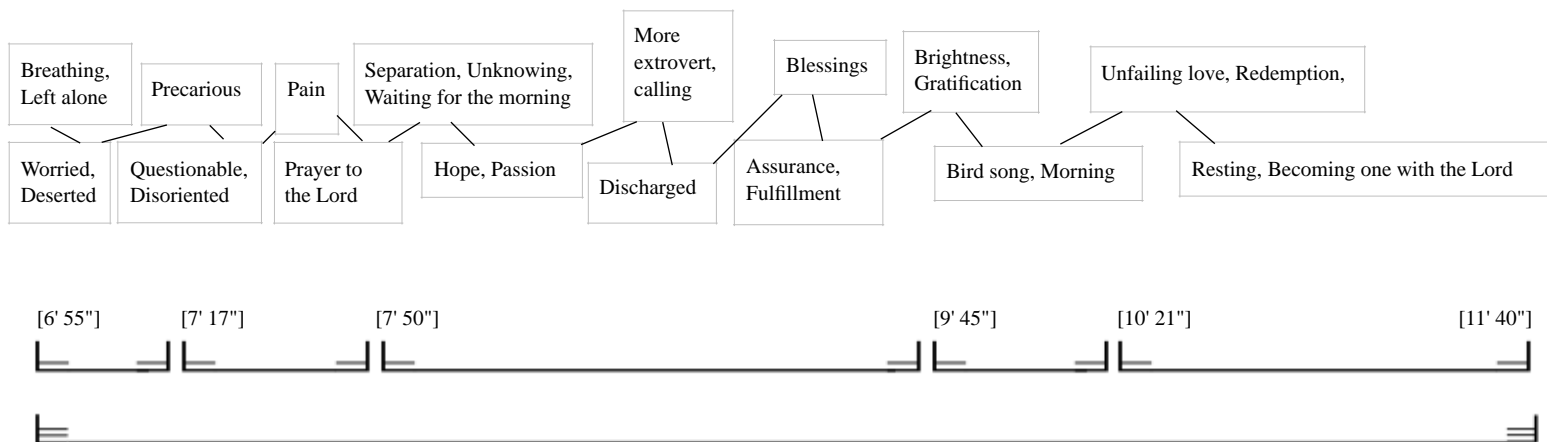 Breathing,
Left alone
Precarious
Pain
Separation, Unknowing,
Waiting for the morning
More
extrovert,
calling
Blessings
Brightness,
Gratification
Unfailing love, Redemption,
Worried,
Deserted
Questionable,
Disoriented
Prayer to
the Lord
Hope, Passion
Discharged
Assurance,
Fulfillment
Bird song, Morning
Resting, Becoming one with the Lord
[6' 55"] [7' 17"] [7' 50"] [9' 45"] [10' 21"] [11' 40"]